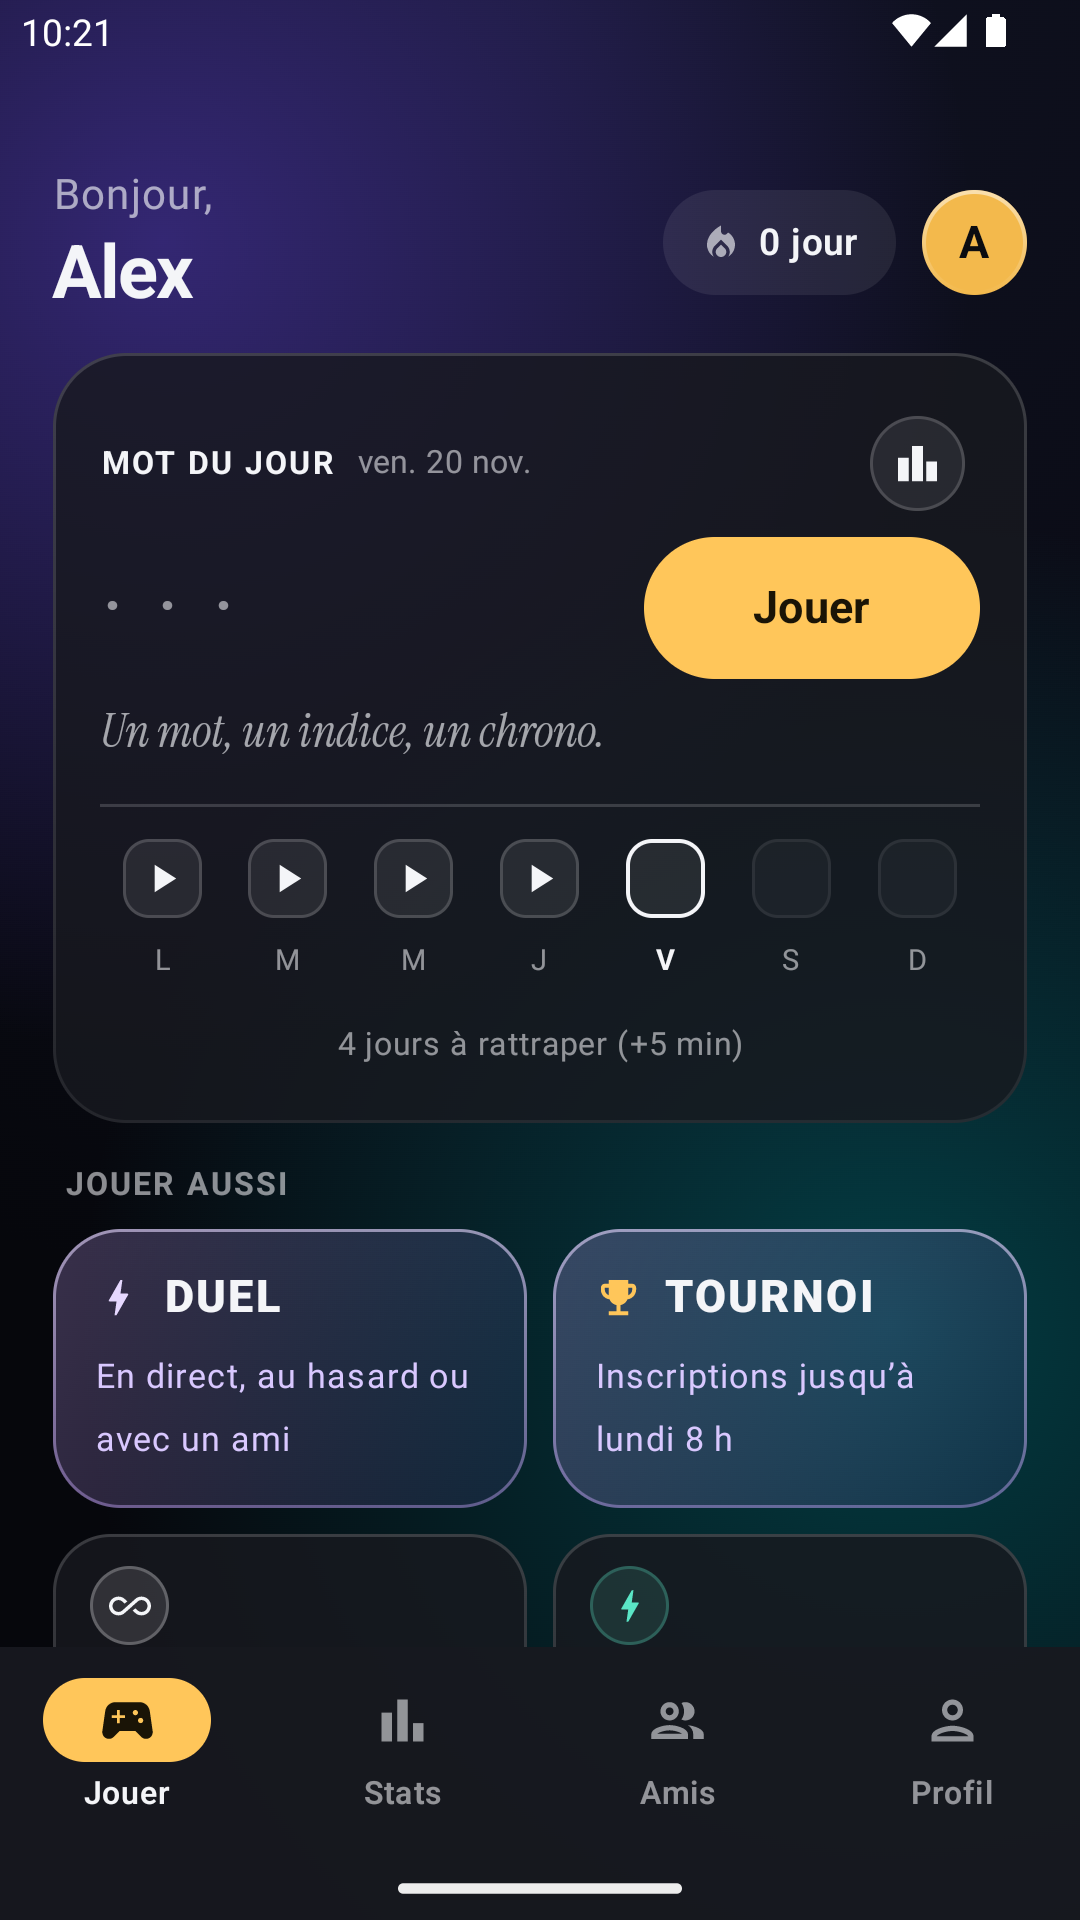 10:21
Bonjour,
Alex
0 jour
A
MOT DU JOUR ven. 20 nov.
Jouer
Un mot, un indice, un chrono.
L M M J V S D
4 jours à rattraper (+5 min)
JOUER AUSSI
DUEL
En direct, au hasard ou
avec un ami
TOURNOI
Inscriptions jusqu’à
lundi 8 h
Jouer Stats Amis Profil